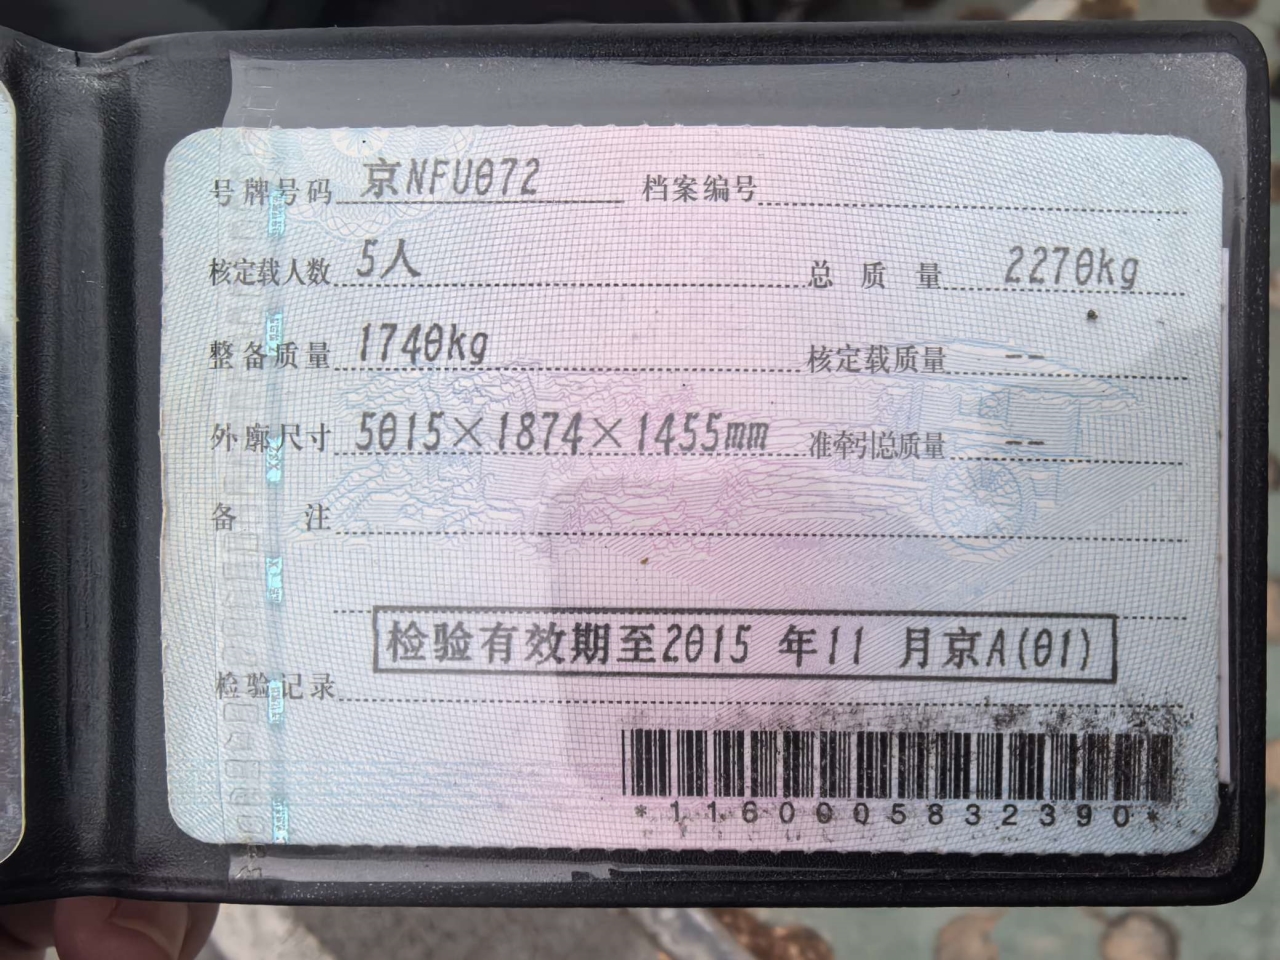 号牌号码 京NFU072 档案编号
核定载人数 5人 总质量 2270kg
整备质量 1740kg 核定载质量 --
外廓尺寸 5015×1874×1455mm 准牵引总质量 --
备注
检验有效期至2015 年11 月京A(01)
检验记录
*1160005832390*